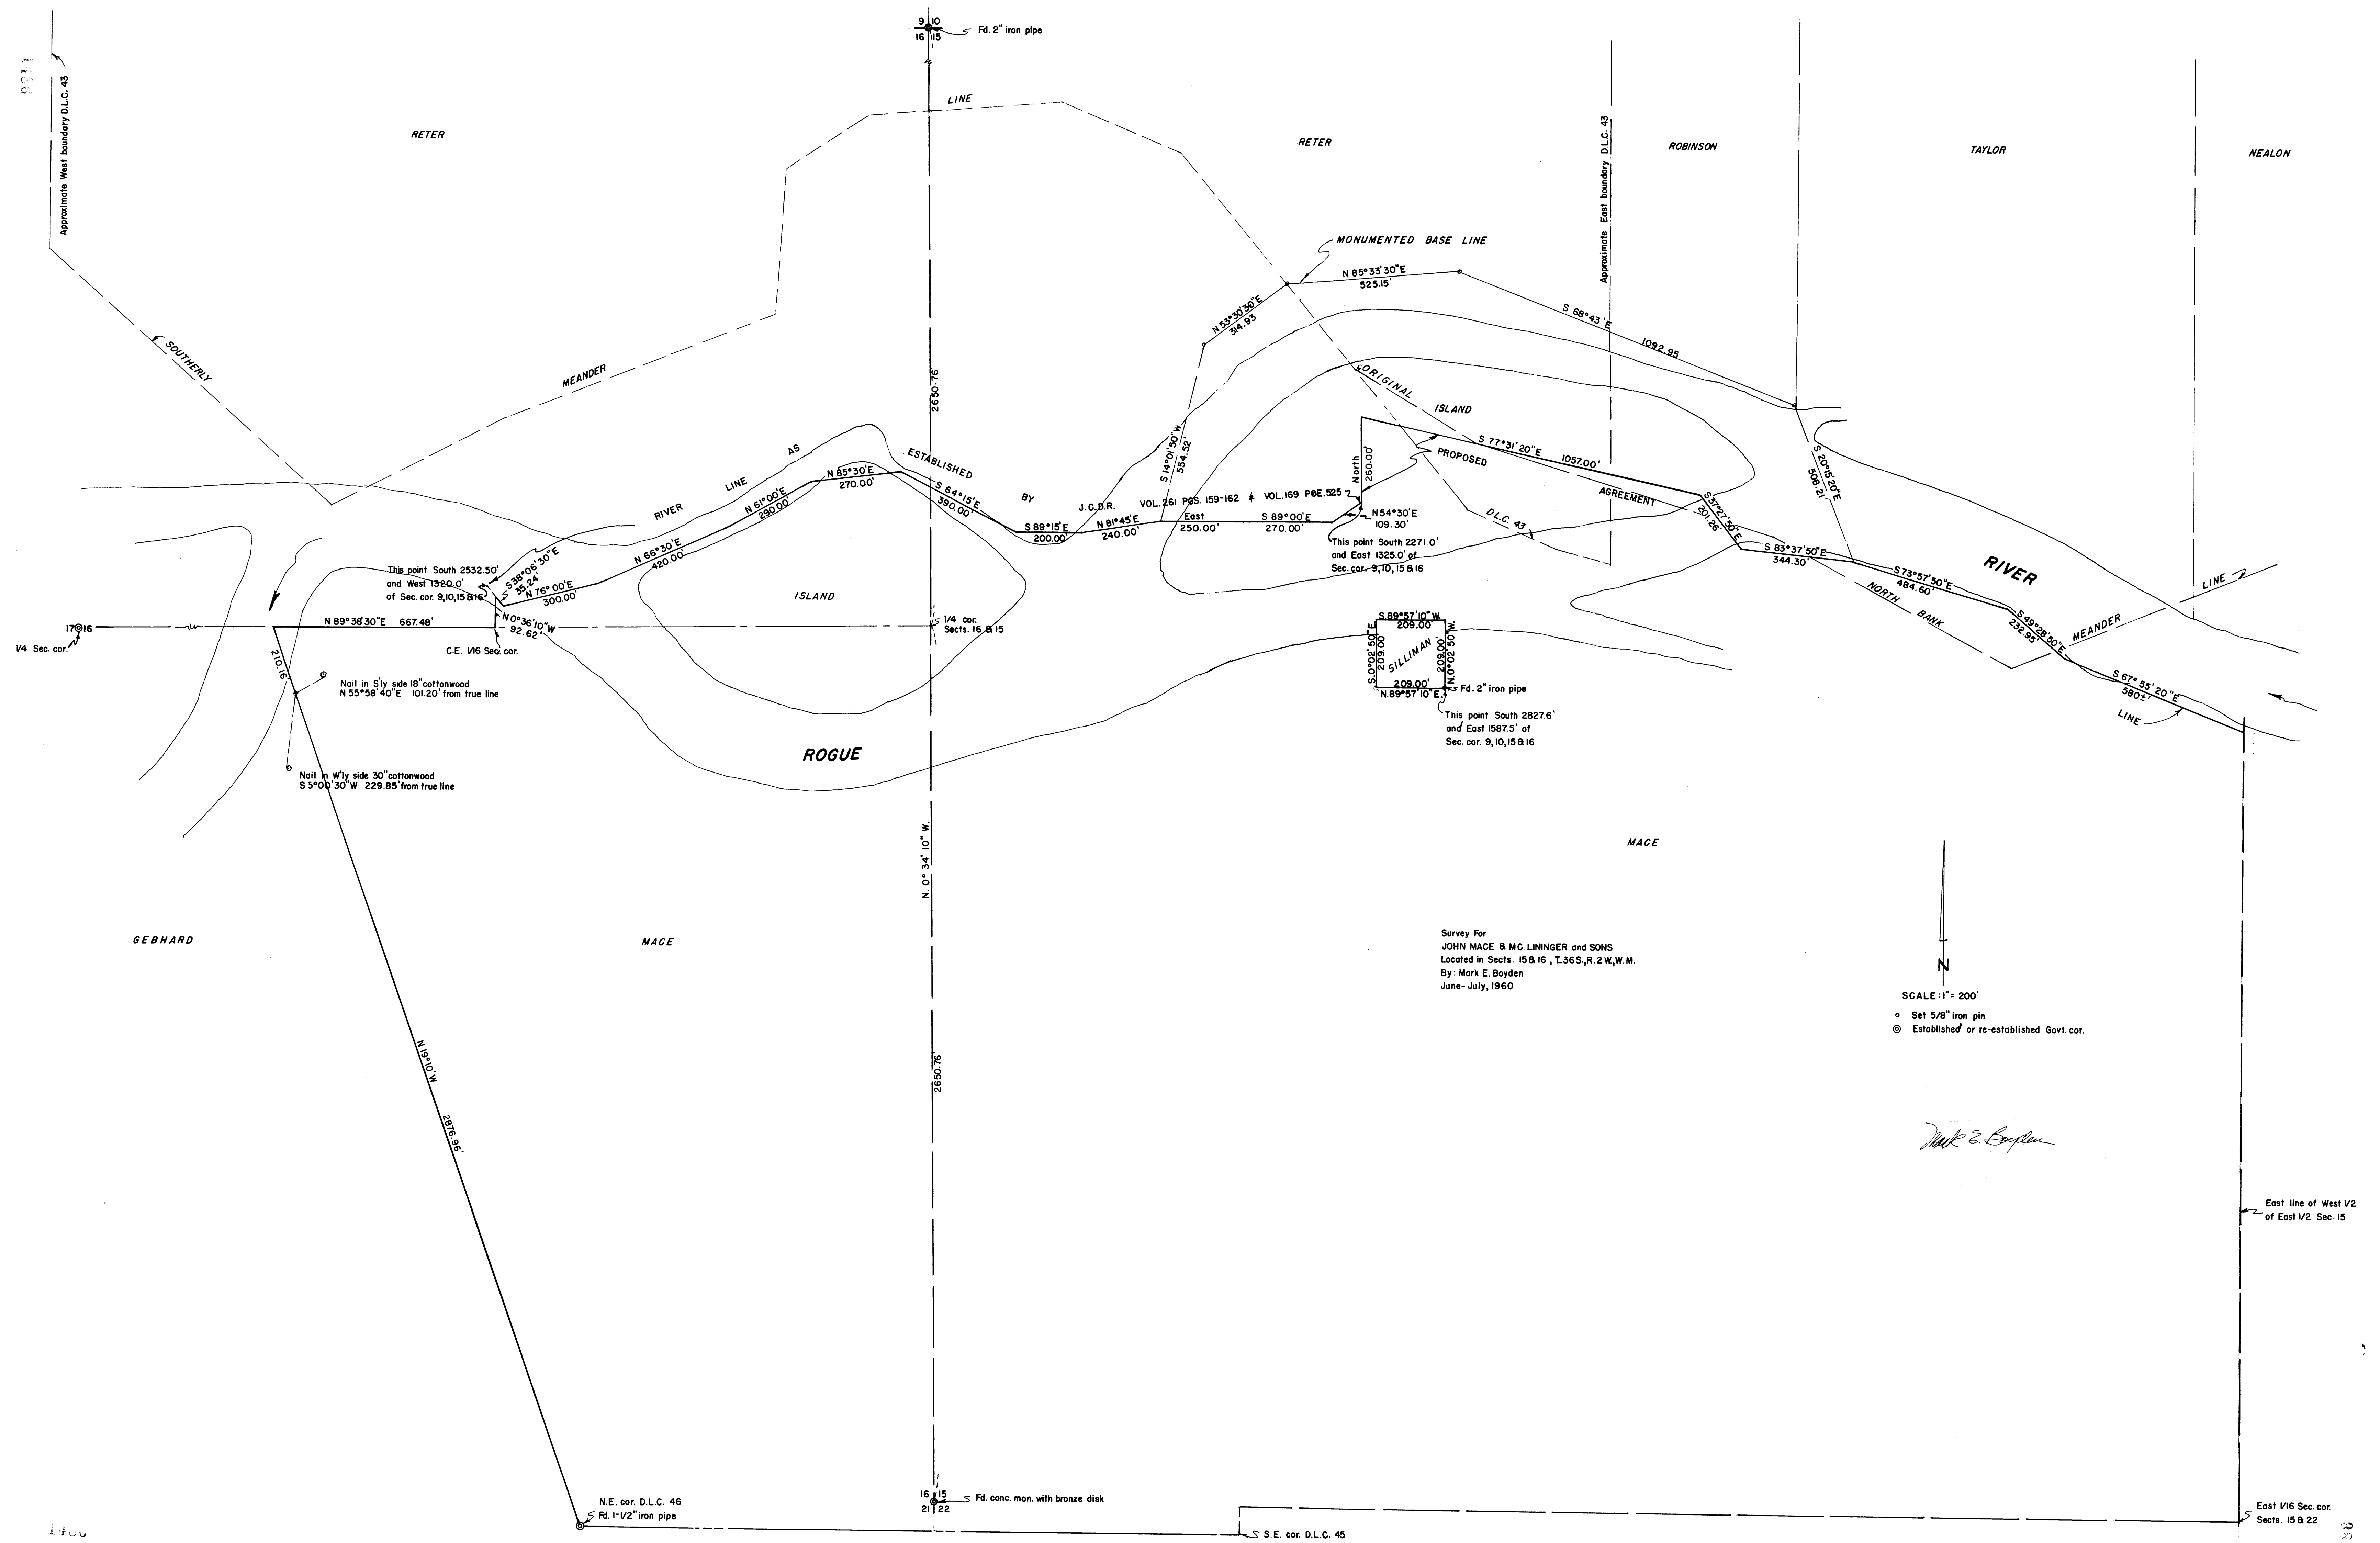 9 10
16 15
Fd. 2" iron pipe
Approximate West boundary D.L.C. 43
RETER
LINE
RETER
Approximate East boundary D.L.C. 43
ROBINSON
TAYLOR
NEALON
MONUMENTED BASE LINE
N 85°33'30"E
525.15'
N 53°30'30"E
314.93
S 68°43'E
1092.95
SOUTHERLY
MEANDER
2650.76'
ORIGINAL
ISLAND
RIVER LINE AS ESTABLISHED BY J.C.D.R. VOL. 261 PGS. 159-162 & VOL.169 PGE.525
N 85°30'E
270.00'
S 64°15'E
390.00'
N 61°00'E
290.00'
N 66°30'E
420.00'
N 76°00'E
300.00'
S 38°06'30"E
35.24'
S 89°15'E
200.00'
N 81°45'E
240.00'
East
250.00'
S 89°00'E
270.00'
S 14°01'50"W
554.52'
N 54°30'E
109.30'
North
260.00'
S 77°31'20"E
1057.00'
PROPOSED
AGREEMENT
D.L.C. 43
S 37°27'50"E
201.26'
S 20°15'20"E
508.21'
S 83°37'50"E
344.30'
S 73°57'50"E
484.60'
S 49°28'50"E
232.95'
S 67°55'20"E
580±'
LINE
RIVER
NORTH BANK
MEANDER
LINE
This point South 2532.50'
and West 1320.0'
of Sec. cor. 9,10,15&16
This point South 2271.0'
and East 1325.0' of
Sec. cor. 9,10,15&16
17 16
1/4 Sec. cor.
N 89°38'30"E 667.48'
N 0°36'10"W
92.62'
C.E. 1/16 Sec. cor.
ISLAND
1/4 cor.
Sects. 16 & 15
S.89°57'10"W.
209.00'
S.0°02'50"E
209.00'
SILLIMAN
209.00'
N.0°02'50"W.
209.00'
N.89°57'10"E.
Fd. 2" iron pipe
This point South 2827.6'
and East 1587.5' of
Sec. cor. 9,10,15&16
210.16'
Nail in S'ly side 18" cottonwood
N 55°58'40"E 101.20' from true line
Nail in W'ly side 30" cottonwood
S 5°00'30"W 229.85' from true line
ROGUE
N. 0° 34' 10" W.
MACE
GEBHARD
MACE
Survey For
JOHN MACE & M.C. LININGER and SONS
Located in Sects. 15&16, T.36S.,R.2W,W.M.
By: Mark E. Boyden
June-July, 1960
N
SCALE: 1"= 200'
Set 5/8" iron pin
Established or re-established Govt. cor.
N 19°10'W
2876.96'
2650.76'
Mark E. Boyden
East line of West 1/2
of East 1/2 Sec. 15
N.E. cor. D.L.C. 46
Fd. 1-1/2" iron pipe
16 15
21 22
Fd. conc. mon. with bronze disk
S.E. cor. D.L.C. 45
East 1/16 Sec. cor.
Sects. 15 & 22